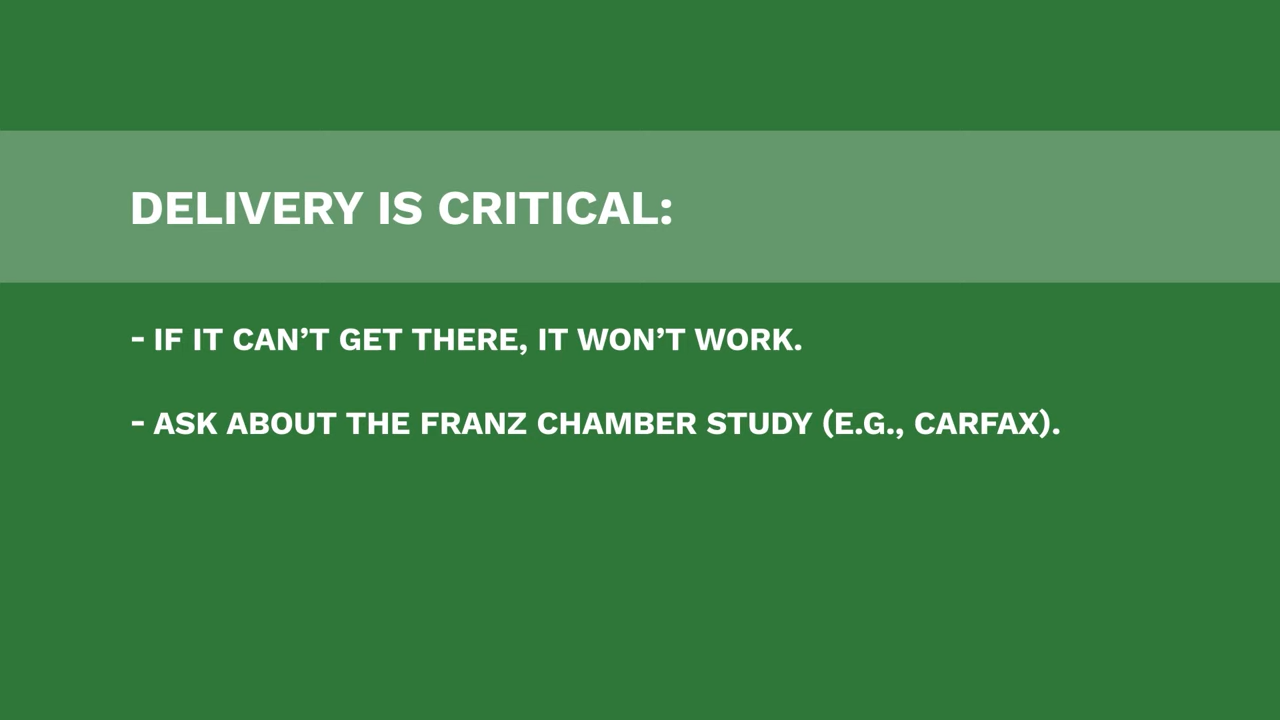 DELIVERY IS CRITICAL:
- IF IT CAN’T GET THERE, IT WON’T WORK.
- ASK ABOUT THE FRANZ CHAMBER STUDY (E.G., CARFAX).